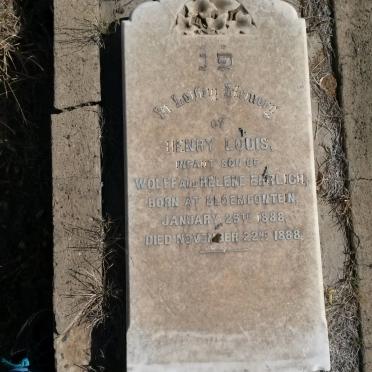 פ נ
In Loving Memory
OF
HENRY LOUIS,
INFANT SON OF
WOLFF AND HELENE EHRLICH,
BORN AT BLOEMFONTEIN,
JANUARY 26TH 1888.
DIED NOVEMBER 22ND 1888.